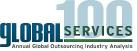 100
GLOBAL SERVICES
Annual Global Outsourcing Industry Analysis